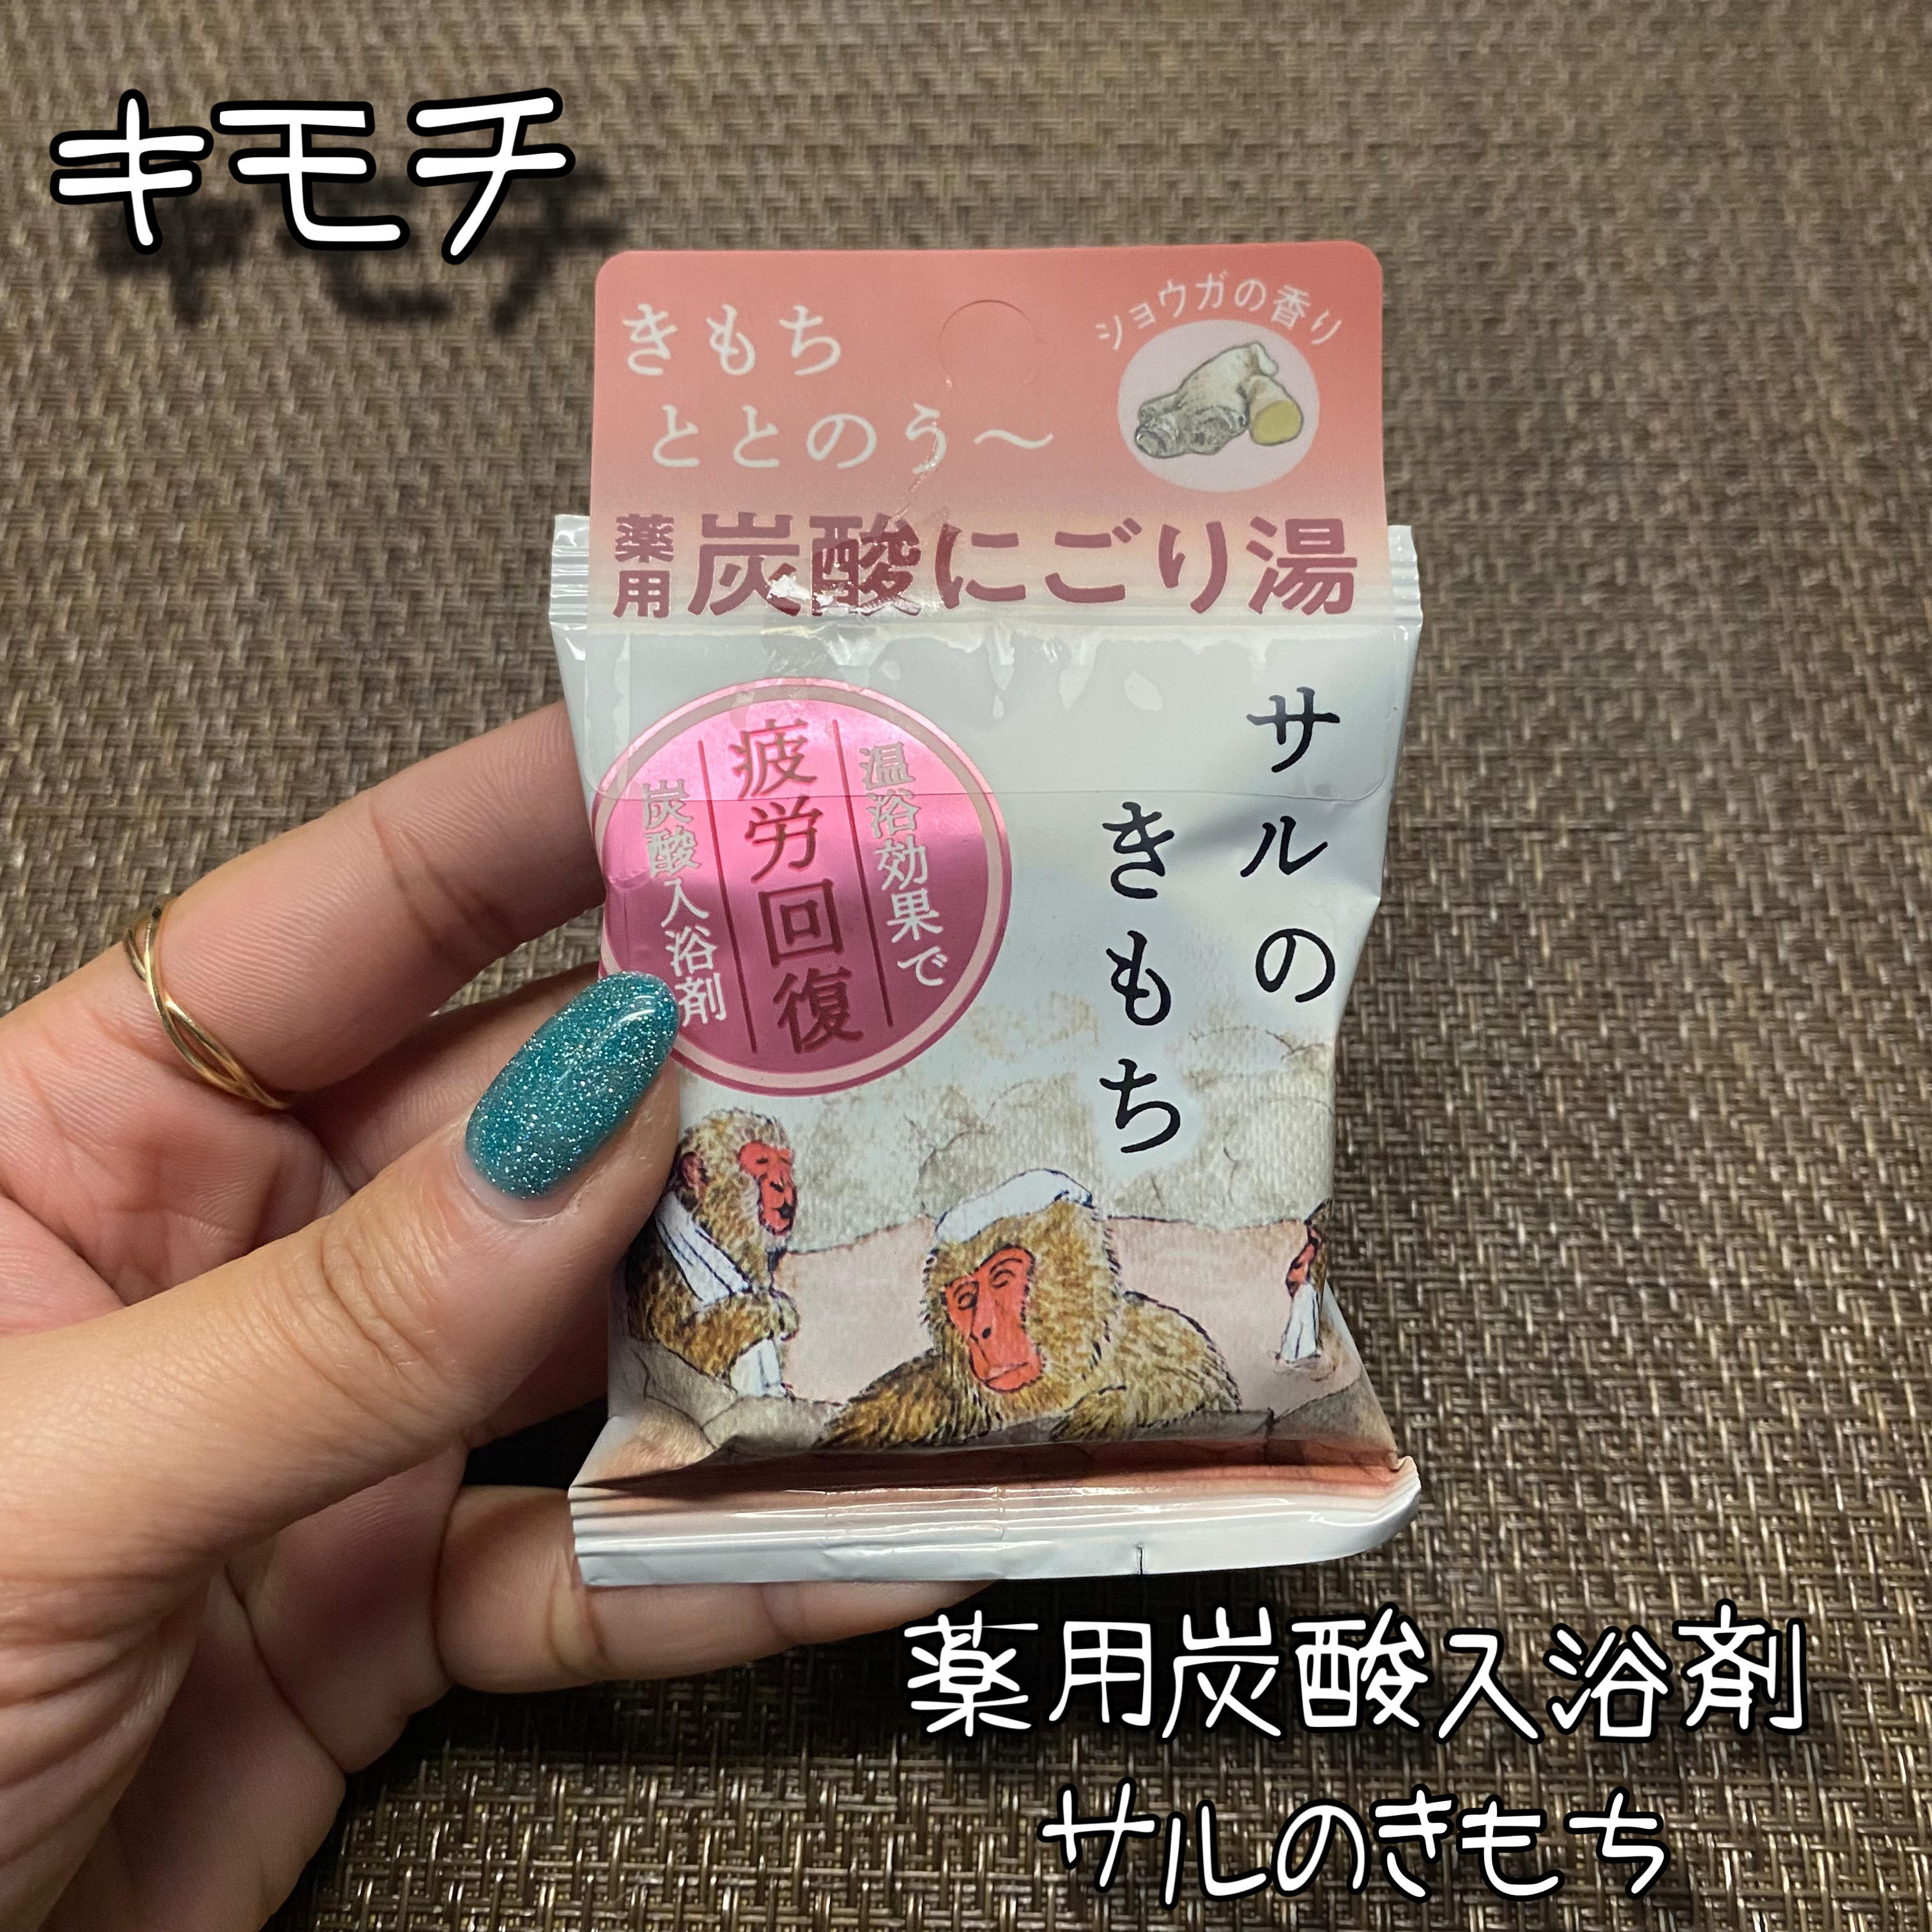 キモチ
きもち
ととのう〜
ショウガの香り
薬用
炭酸にごり湯
サルの
きもち
温浴効果で
疲労回復
炭酸入浴剤
薬用炭酸入浴剤
サルのきもち